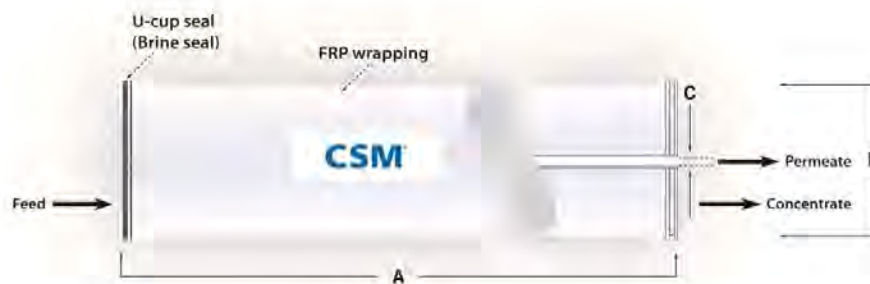 U-cup seal
(Brine seal)
FRP wrapping
C
CSM
Permeate
Feed
Concentrate
A